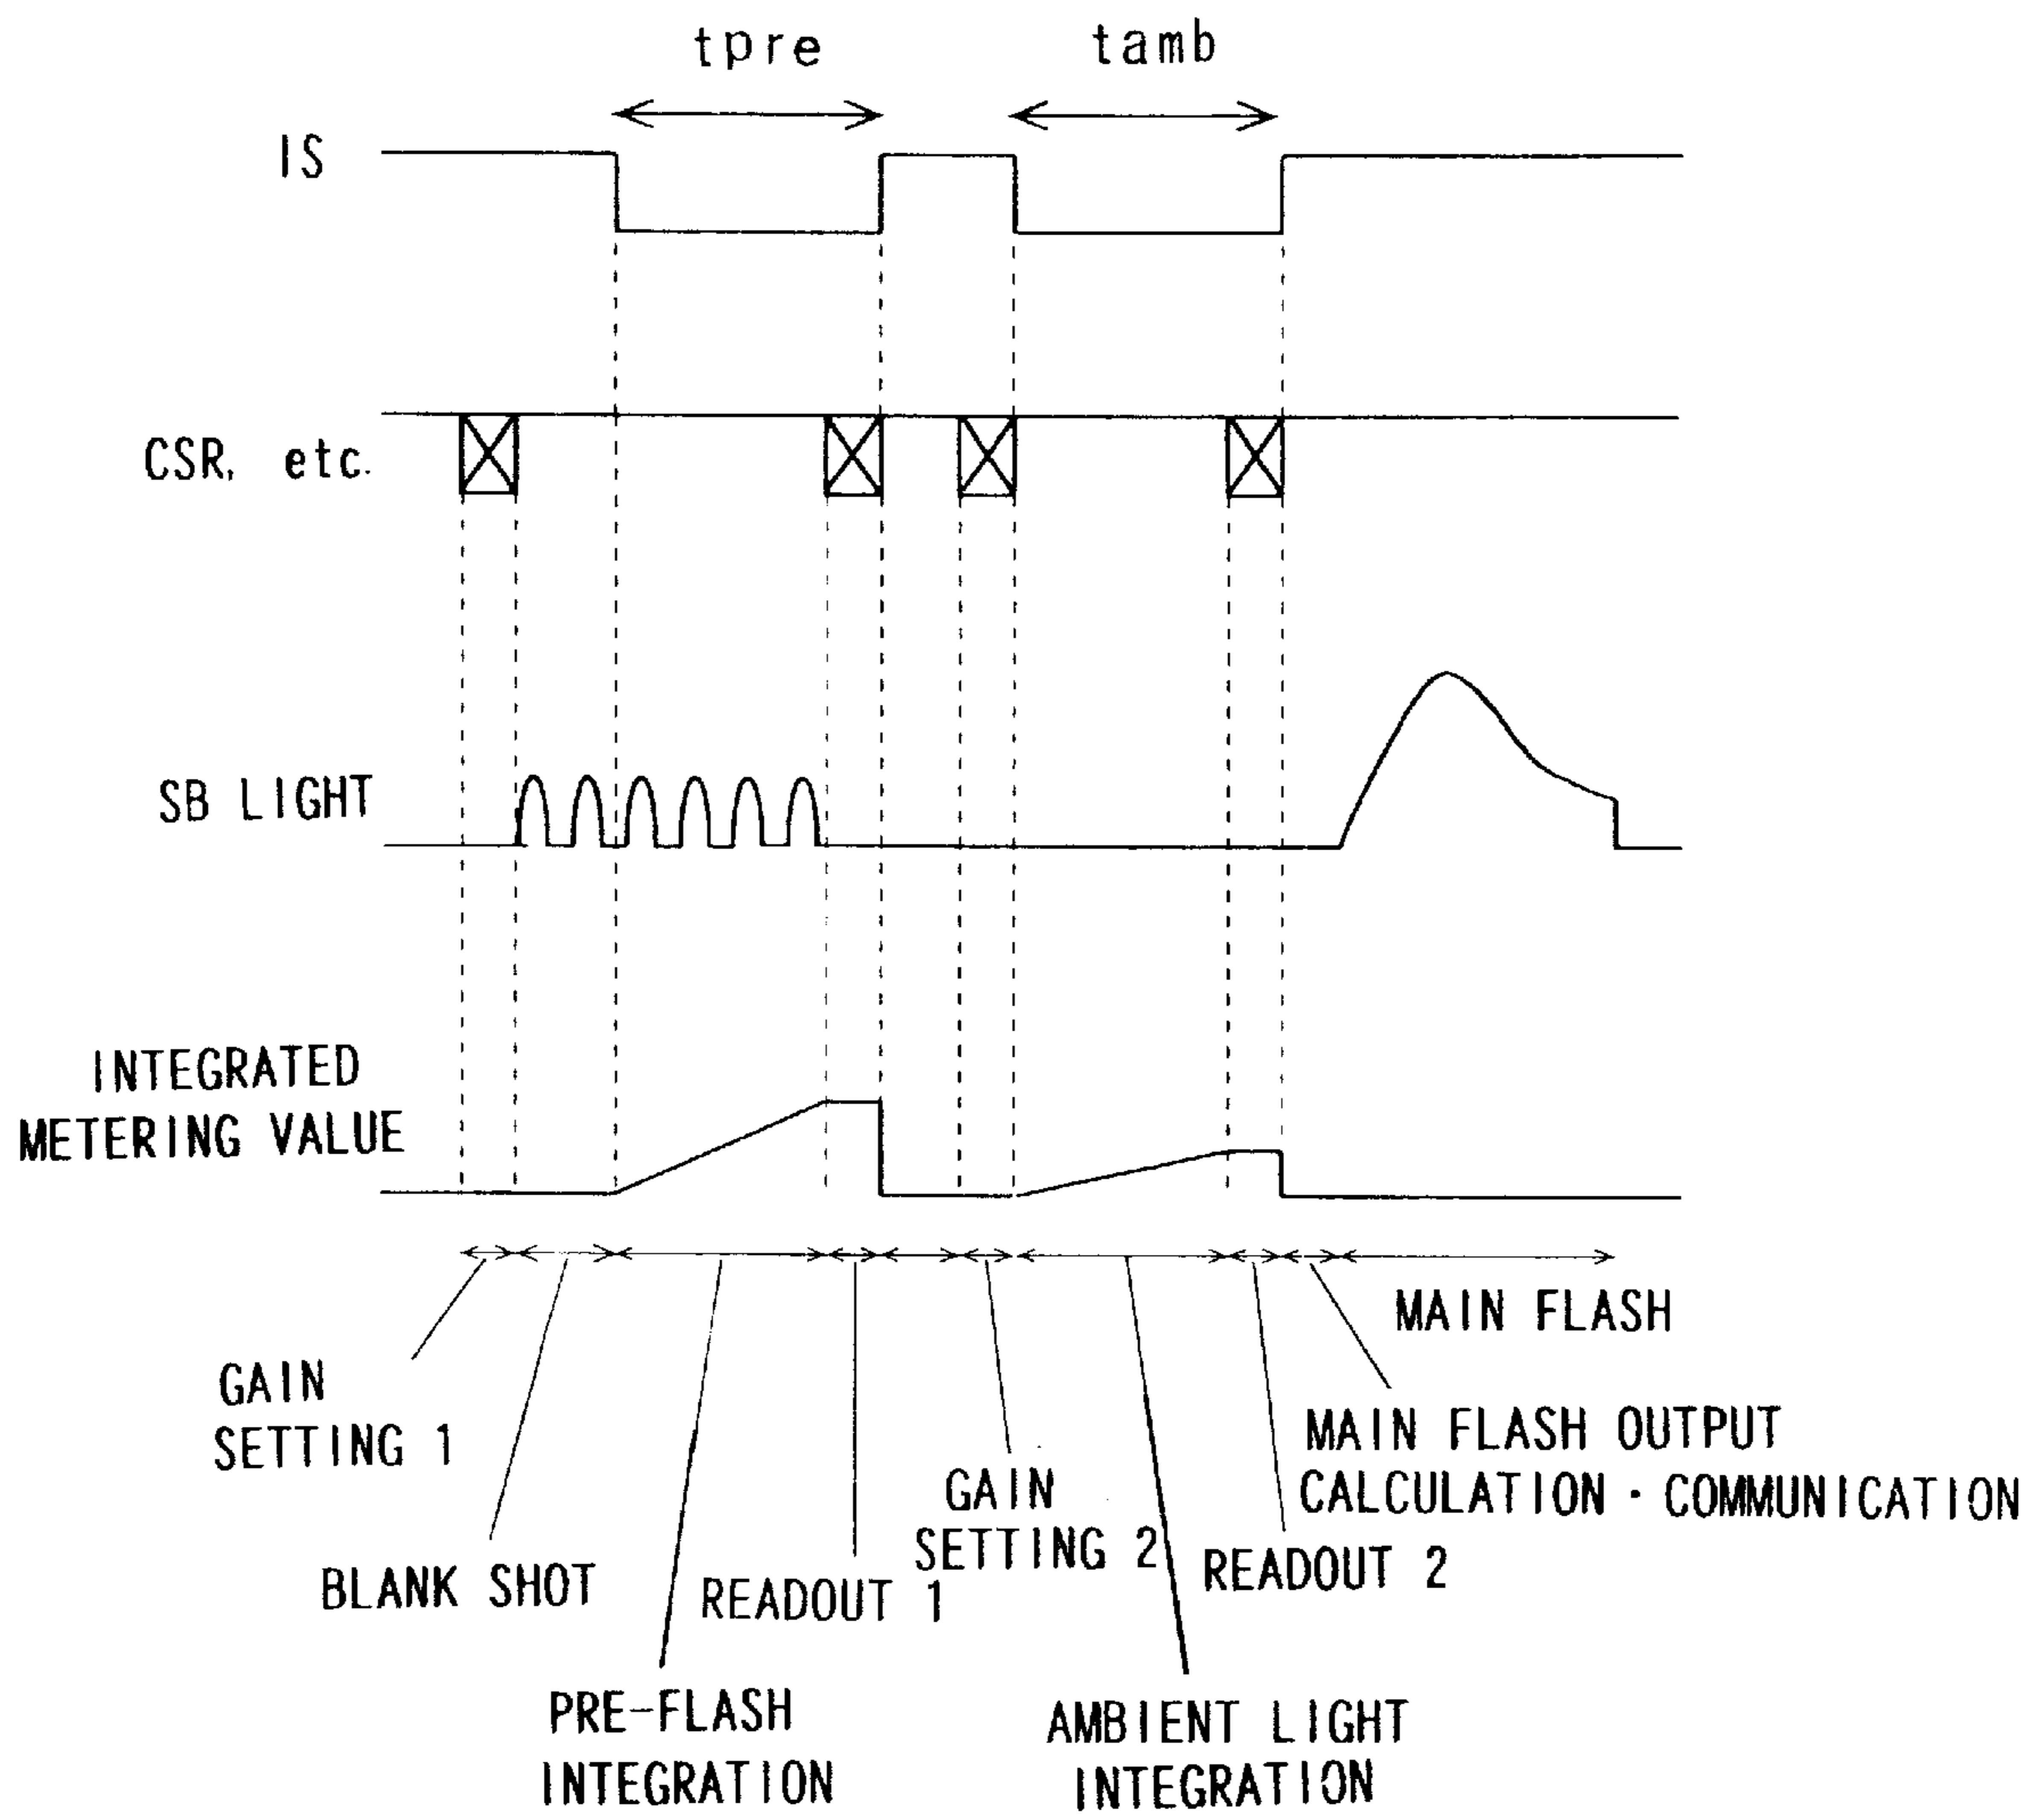 tpre
tamb
IS
CSR, etc.
SB LIGHT
INTEGRATED
METERING VALUE
MAIN FLASH
GAIN
SETTING 1
MAIN FLASH OUTPUT
CALCULATION・COMMUNICATION
GAIN
SETTING 2
BLANK SHOT
READOUT 1
READOUT 2
PRE-FLASH
INTEGRATION
AMBIENT LIGHT
INTEGRATION